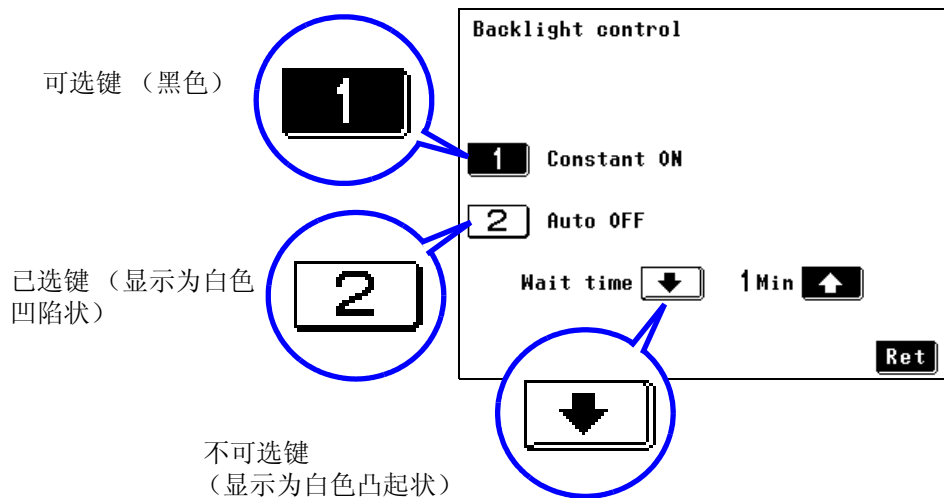 Backlight control
可选键 （黑色）
1
1 Constant ON
2 Auto OFF
已选键 （显示为白色
凹陷状）
2
Wait time 1 Min
Ret
不可选键
（显示为白色凸起状）